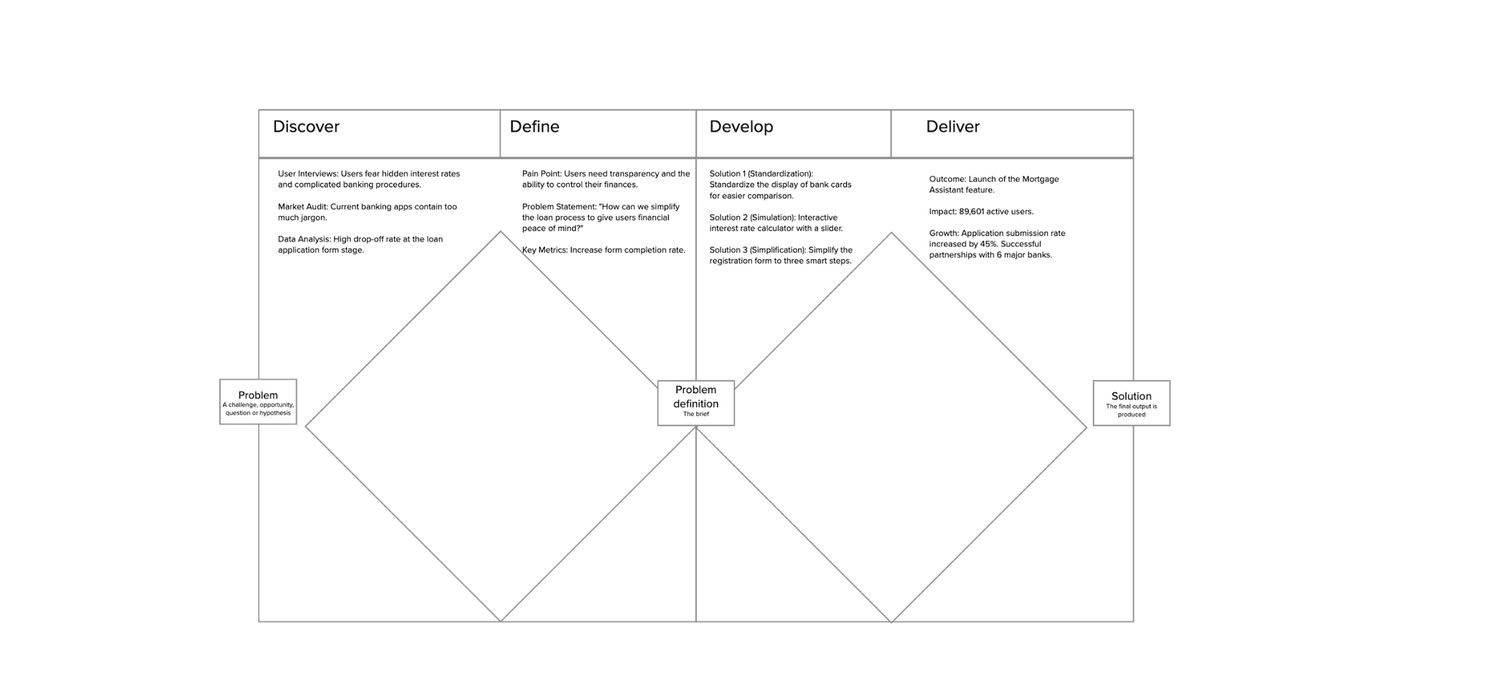 Discover
Define
Develop
Deliver
User Interviews: Users fear hidden interest rates
and complicated banking procedures.
Market Audit: Current banking apps contain too
much jargon.
Data Analysis: High drop-off rate at the loan
application form stage.
Pain Point: Users need transparency and the
ability to control their finances.
Problem Statement: "How can we simplify
the loan process to give users financial
peace of mind?"
Key Metrics: Increase form completion rate.
Solution 1 (Standardization):
Standardize the display of bank cards
for easier comparison.
Solution 2 (Simulation): Interactive
interest rate calculator with a slider.
Solution 3 (Simplification): Simplify the
registration form to three smart steps.
Outcome: Launch of the Mortgage
Assistant feature.
Impact: 89,601 active users.
Growth: Application submission rate
increased by 45%. Successful
partnerships with 6 major banks.
Problem
A challenge, opportunity,
question or hypothesis
Problem
definition
The brief
Solution
The final output is
produced